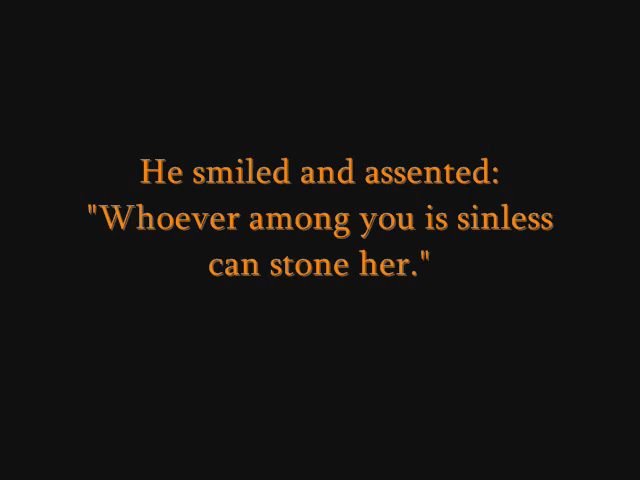 He smiled and assented:
"Whoever among you is sinless
can stone her."